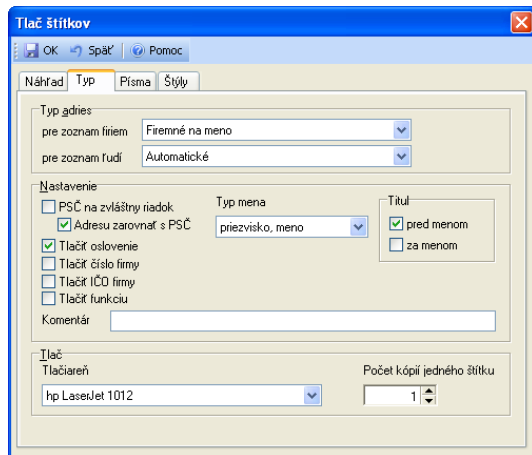 Tlač štítkov
OK Späť Pomoc
Náhľad Typ Písma Štýly
Typ adries
pre zoznam firiem Firemné na meno
pre zoznam ľudí Automatické
Nastavenie
PSČ na zvláštny riadok
Adresu zarovnať s PSČ
Tlačiť oslovenie
Tlačiť číslo firmy
Tlačiť IČO firmy
Tlačiť funkciu
Typ mena
priezvisko, meno
Titul
pred menom
za menom
Komentár
Tlač
Tlačiareň
hp LaserJet 1012
Počet kópií jedného štítku
1